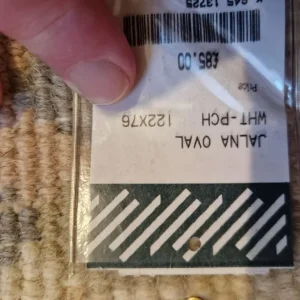 JALNA OVAL
WHT-PCH 122X76
Price
£85.00